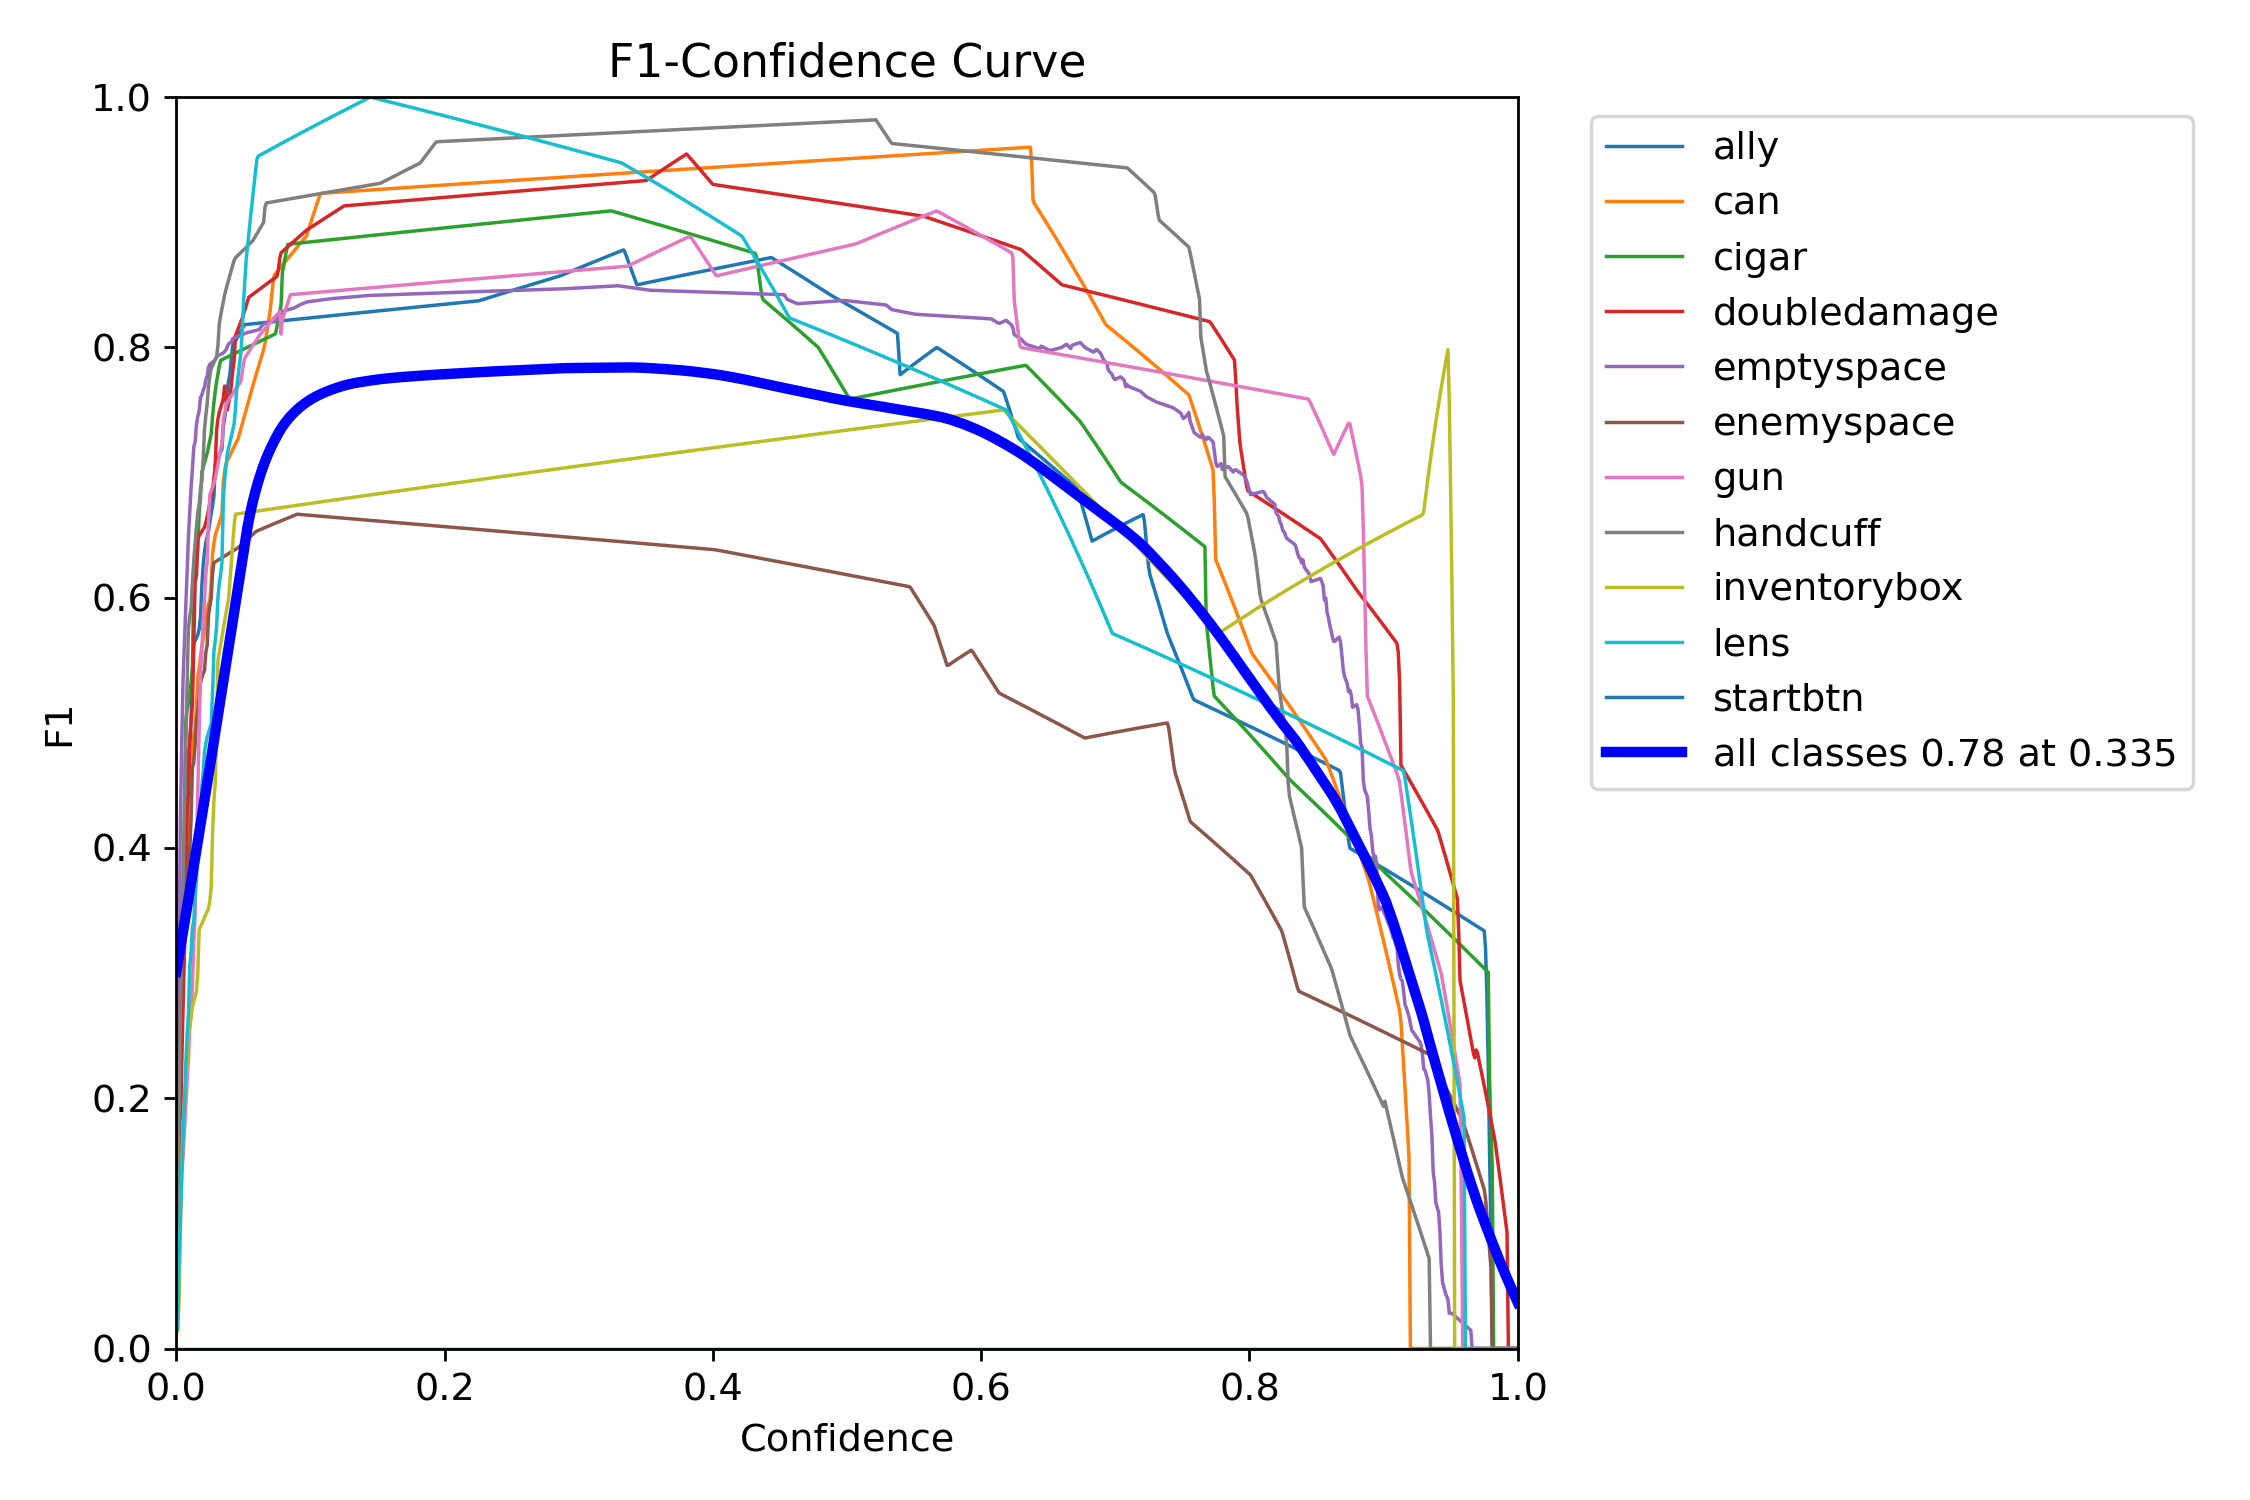 F1-Confidence Curve
1.0
0.8
0.6
0.4
0.2
0.0
F1
0.0 0.2 0.4 0.6 0.8 1.0
Confidence
ally
can
cigar
doubledamage
emptyspace
enemyspace
gun
handcuff
inventorybox
lens
startbtn
all classes 0.78 at 0.335